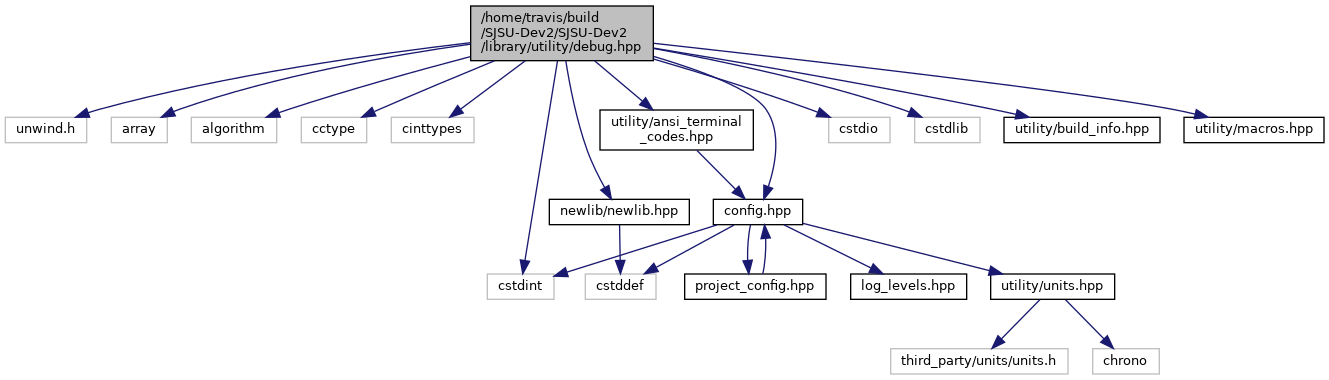 /home/travis/build
/SJSU-Dev2/SJSU-Dev2
/library/utility/debug.hpp
unwind.h
array
algorithm
cctype
cinttypes
utility/ansi_terminal
_codes.hpp
cstdio
cstdlib
utility/build_info.hpp
utility/macros.hpp
newlib/newlib.hpp
config.hpp
cstdint
cstddef
project_config.hpp
log_levels.hpp
utility/units.hpp
third_party/units/units.h
chrono